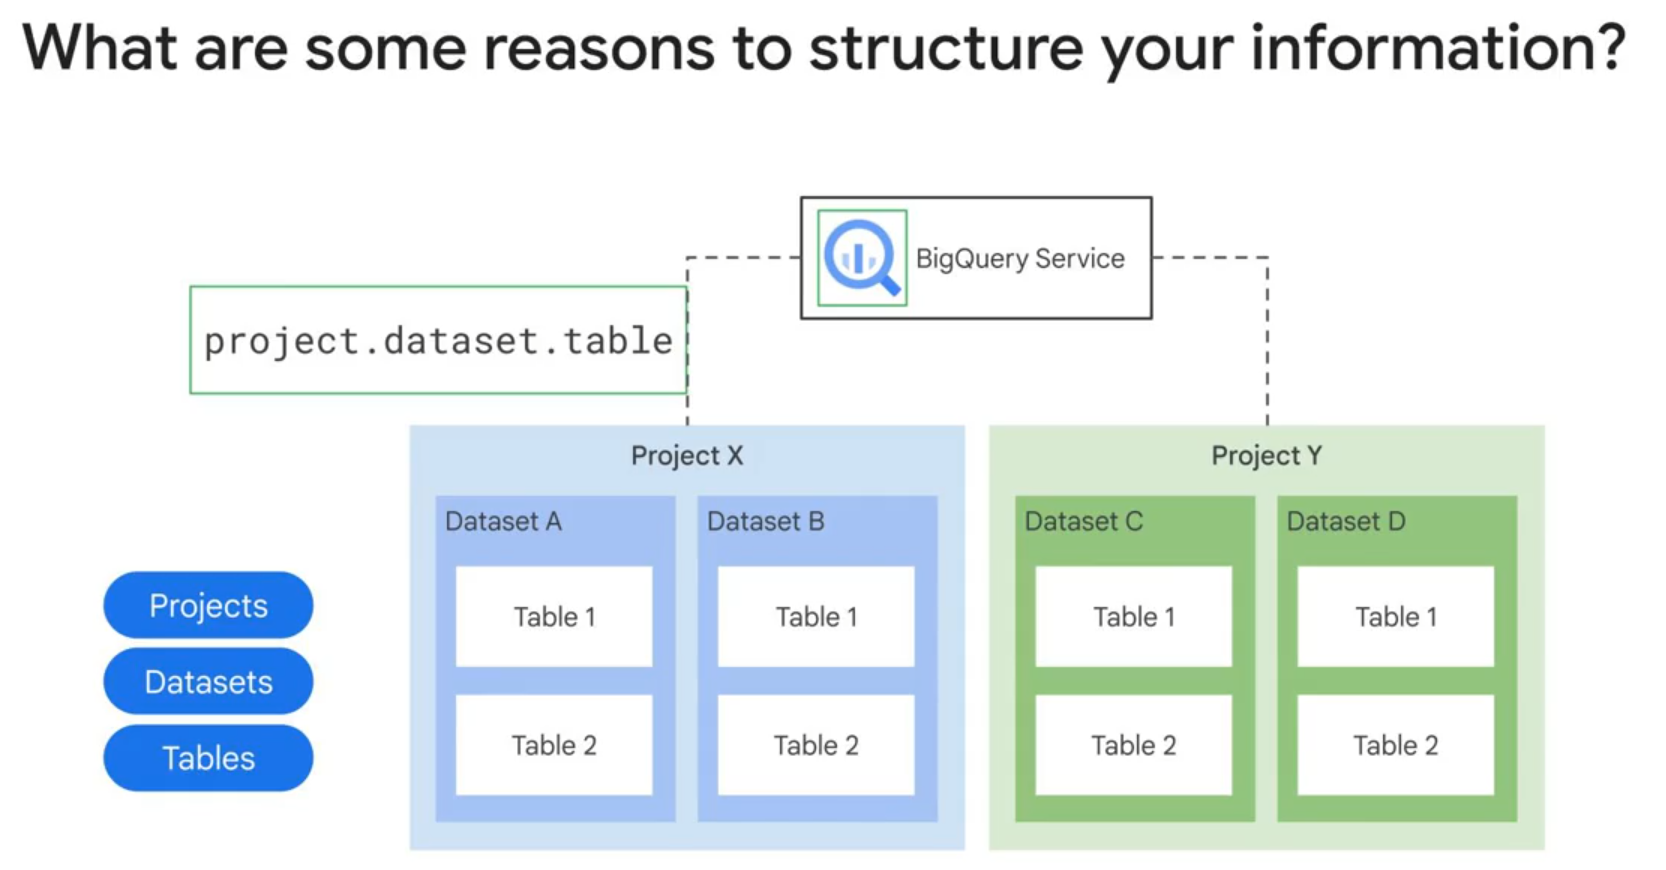 What are some reasons to structure your information?
BigQuery Service
project.dataset.table
Project X
Dataset A
Table 1
Table 2
Dataset B
Table 1
Table 2
Project Y
Dataset C
Table 1
Table 2
Dataset D
Table 1
Table 2
Projects
Datasets
Tables